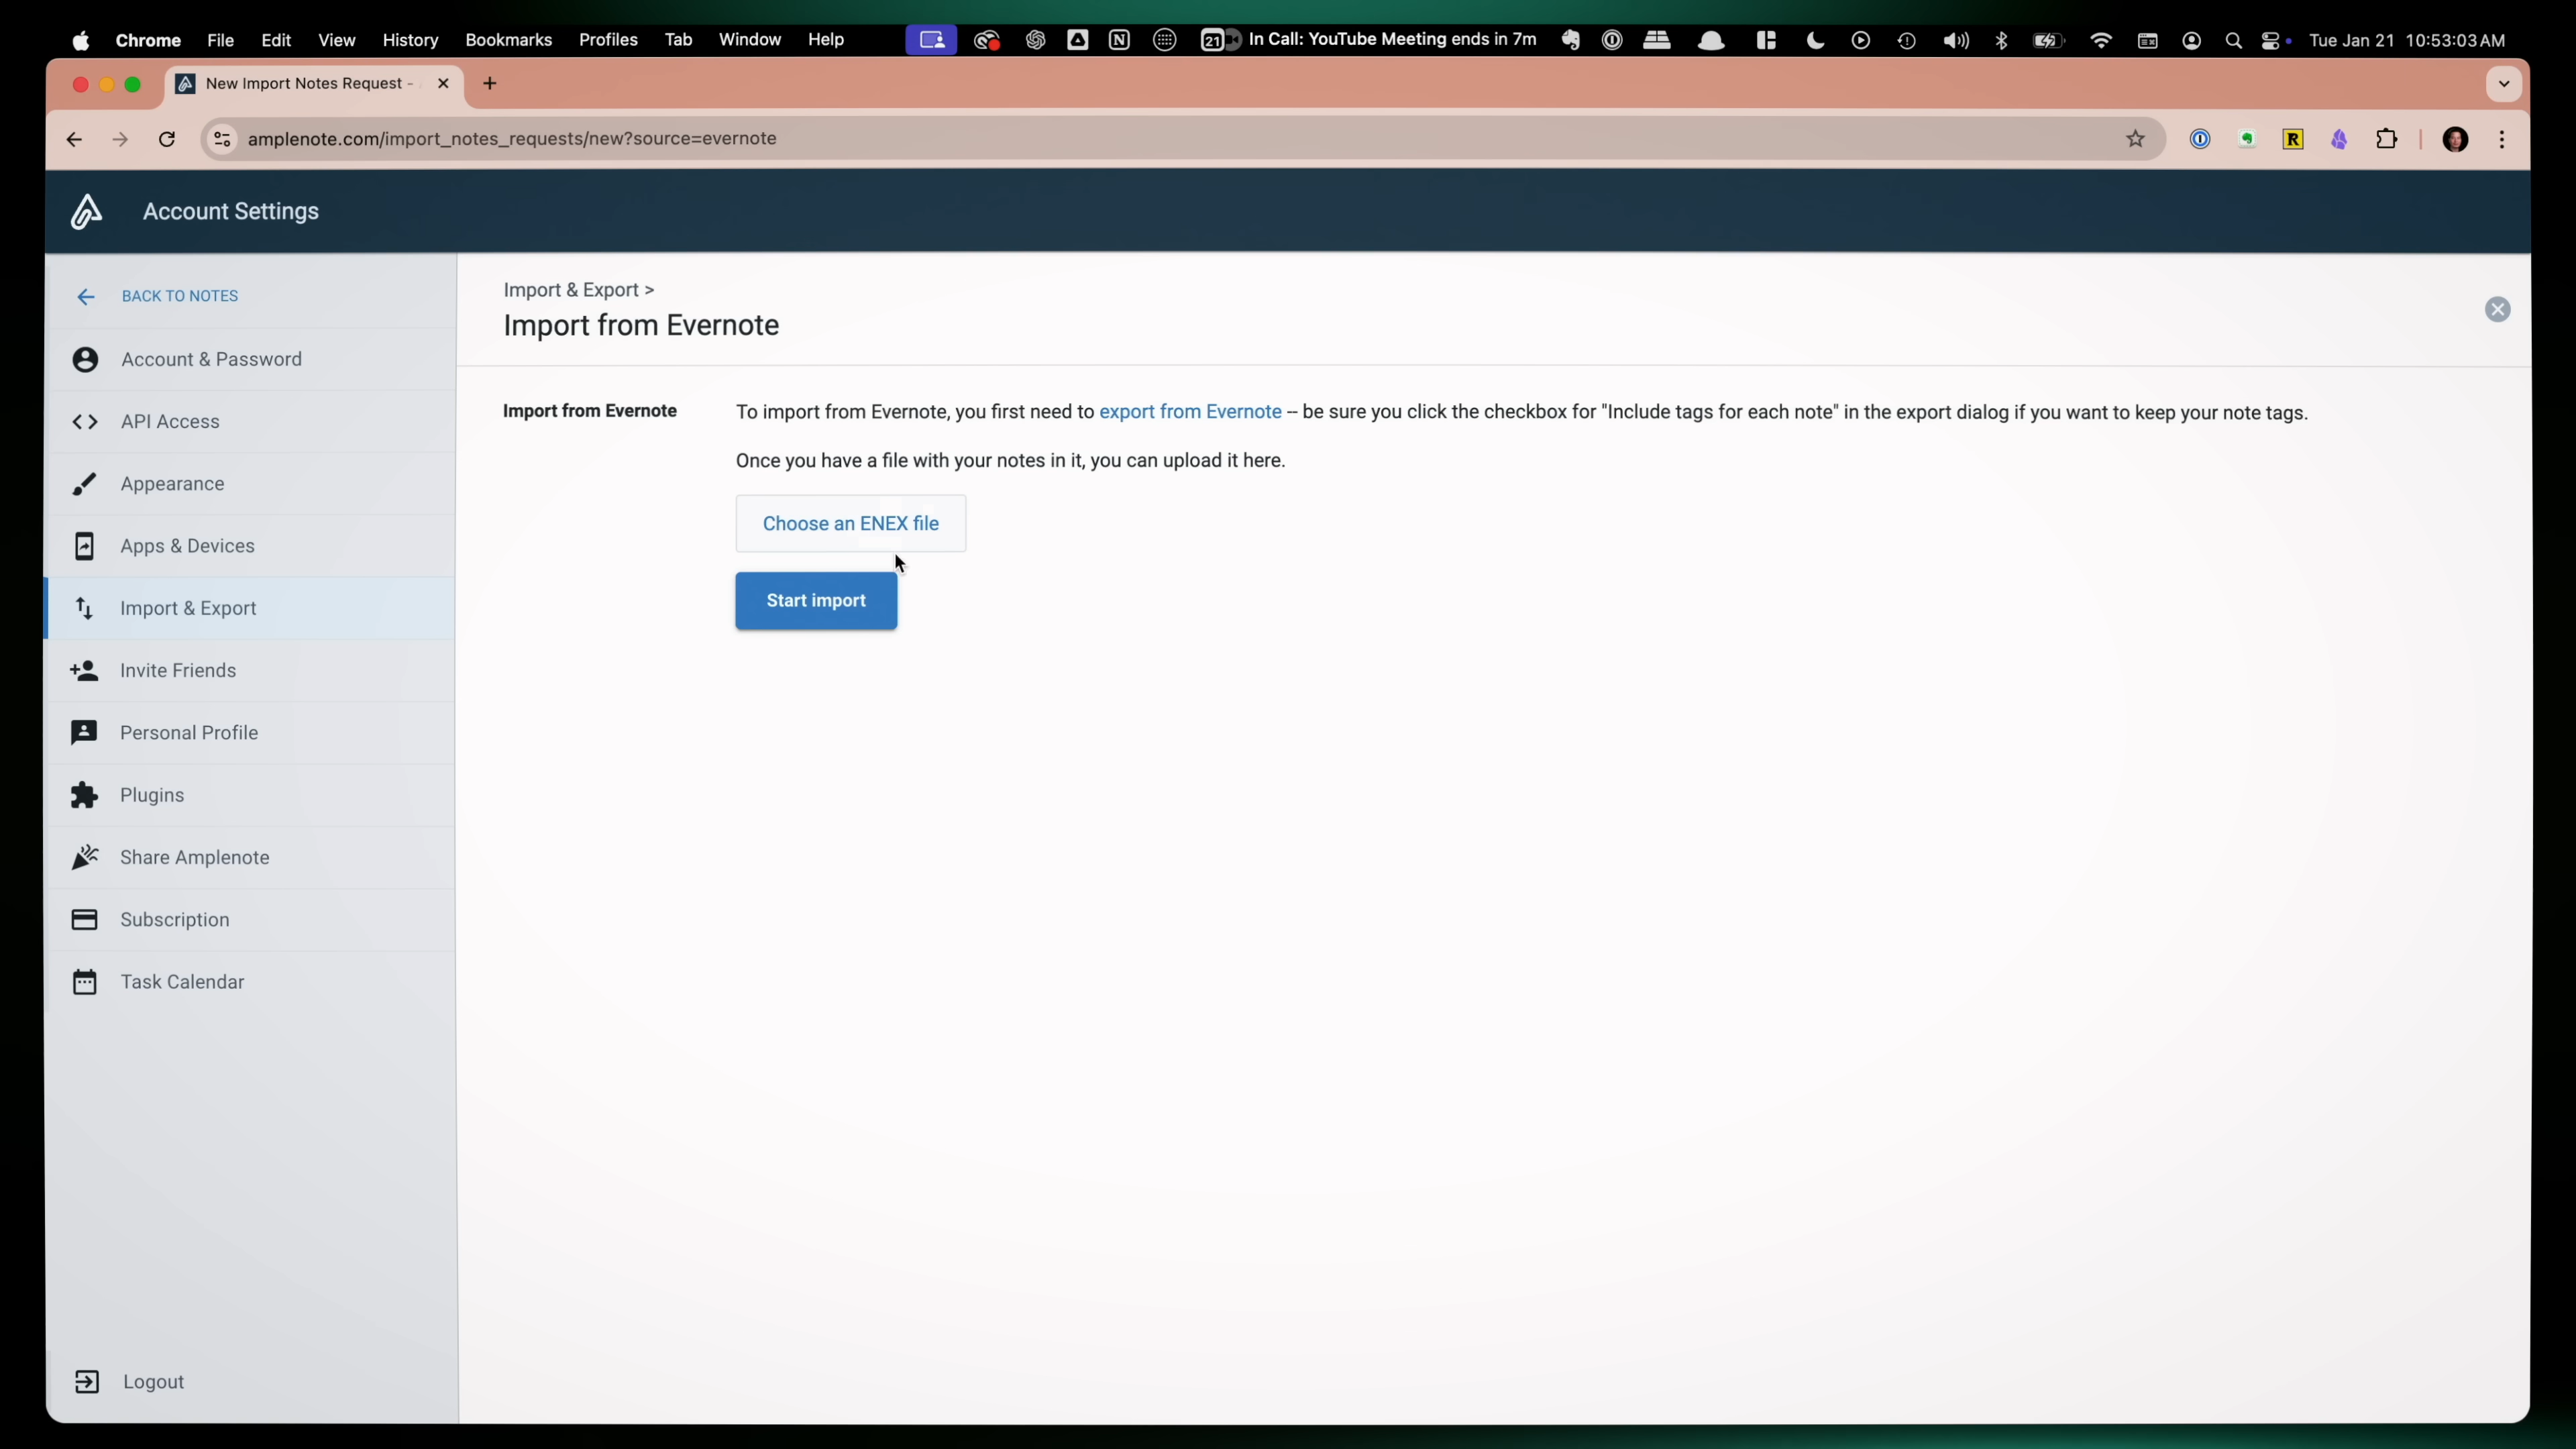 Chrome File Edit View History Bookmarks Profiles Tab Window Help 21 In Call: YouTube Meeting ends in 7m Tue Jan 21 10:53:03 AM
New Import Notes Request -
amplenote.com/import_notes_requests/new?source=evernote
Account Settings
BACK TO NOTES
Account & Password
API Access
Appearance
Apps & Devices
Import & Export
Invite Friends
Personal Profile
Plugins
Share Amplenote
Subscription
Task Calendar
Logout
Import & Export >
Import from Evernote
Import from Evernote
To import from Evernote, you first need to export from Evernote -- be sure you click the checkbox for "Include tags for each note" in the export dialog if you want to keep your note tags.
Once you have a file with your notes in it, you can upload it here.
Choose an ENEX file
Start import